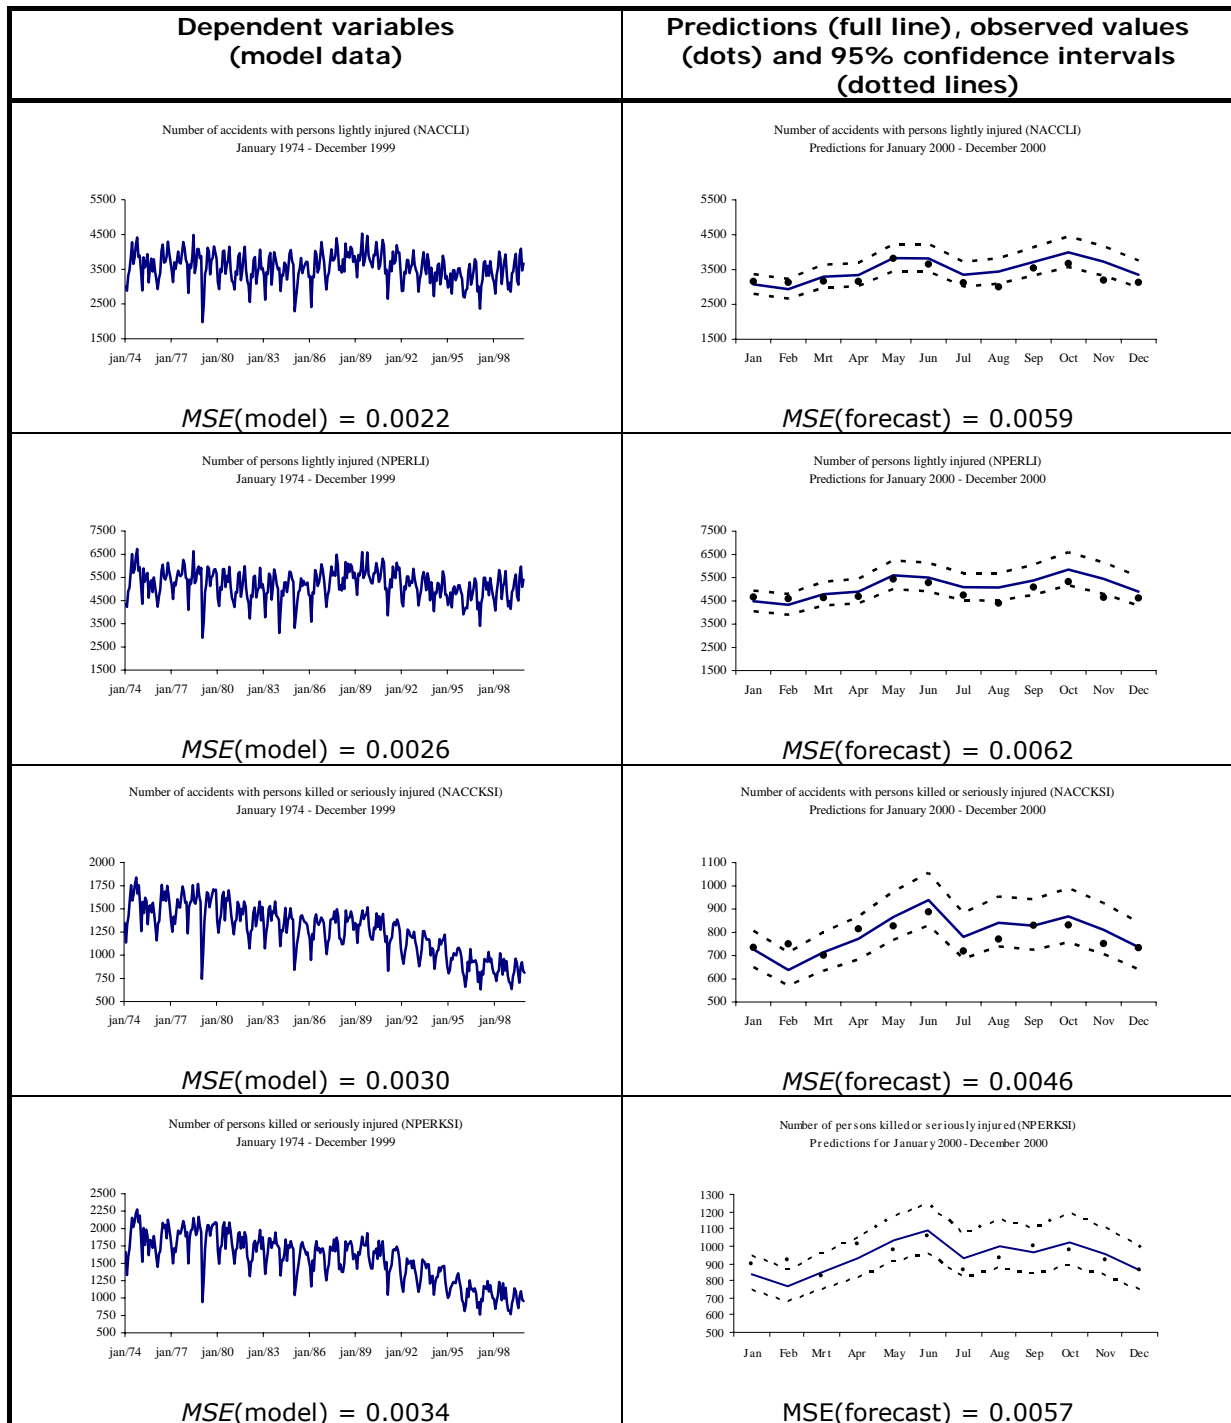 Dependent variables
(model data)
Predictions (full line), observed values
(dots) and 95% confidence intervals
(dotted lines)
Number of accidents with persons lightly injured (NACCLI)
January 1974 - December 1999
5500
4500
3500
2500
1500
jan/74 jan/77 jan/80 jan/83 jan/86 jan/89 jan/92 jan/95 jan/98
MSE(model) = 0.0022
Number of accidents with persons lightly injured (NACCLI)
Predictions for January 2000 - December 2000
5500
4500
3500
2500
1500
Jan Feb Mrt Apr May Jun Jul Aug Sep Oct Nov Dec
MSE(forecast) = 0.0059
Number of persons lightly injured (NPERLI)
January 1974 - December 1999
7500
6500
5500
4500
3500
2500
1500
jan/74 jan/77 jan/80 jan/83 jan/86 jan/89 jan/92 jan/95 jan/98
MSE(model) = 0.0026
Number of persons lightly injured (NPERLI)
Predictions for January 2000 - December 2000
7500
6500
5500
4500
3500
2500
1500
Jan Feb Mrt Apr May Jun Jul Aug Sep Oct Nov Dec
MSE(forecast) = 0.0062
Number of accidents with persons killed or seriously injured (NACCKSI)
January 1974 - December 1999
2000
1750
1500
1250
1000
750
500
jan/74 jan/77 jan/80 jan/83 jan/86 jan/89 jan/92 jan/95 jan/98
MSE(model) = 0.0030
Number of accidents with persons killed or seriously injured (NACCKSI)
Predictions for January 2000 - December 2000
1100
1000
900
800
700
600
500
Jan Feb Mrt Apr May Jun Jul Aug Sep Oct Nov Dec
MSE(forecast) = 0.0046
Number of persons killed or seriously injured (NPERKSI)
January 1974 - December 1999
2500
2250
2000
1750
1500
1250
1000
750
500
jan/74 jan/77 jan/80 jan/83 jan/86 jan/89 jan/92 jan/95 jan/98
MSE(model) = 0.0034
Number of persons killed or seriously injured (NPERKSI)
Predictions for January 2000 - December 2000
1300
1200
1100
1000
900
800
700
600
500
Jan Feb Mrt Apr May Jun Jul Aug Sep Oct Nov Dec
MSE(forecast) = 0.0057